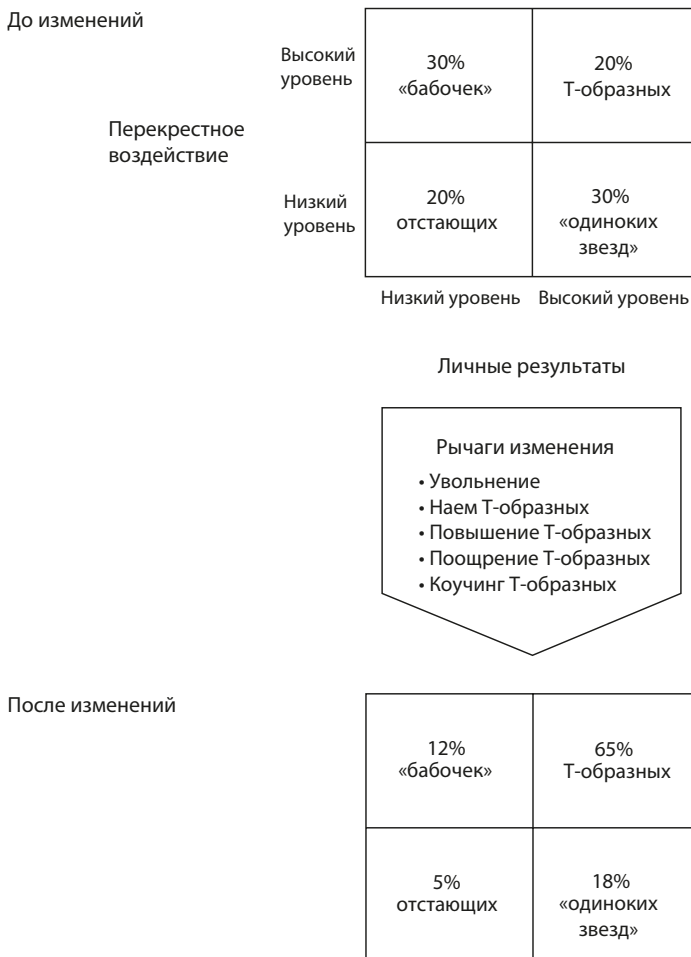 До изменений
Высокий
уровень
30%
«бабочек»
20%
Т-образных
Перекрестное
воздействие
Низкий
уровень
20%
отстающих
30%
«одиноких
звезд»
Низкий уровень
Высокий уровень
Личные результаты
Рычаги изменения
• Увольнение
• Наем Т-образных
• Повышение Т-образных
• Поощрение Т-образных
• Коучинг Т-образных
После изменений
12%
«бабочек»
65%
Т-образных
5%
отстающих
18%
«одиноких
звезд»